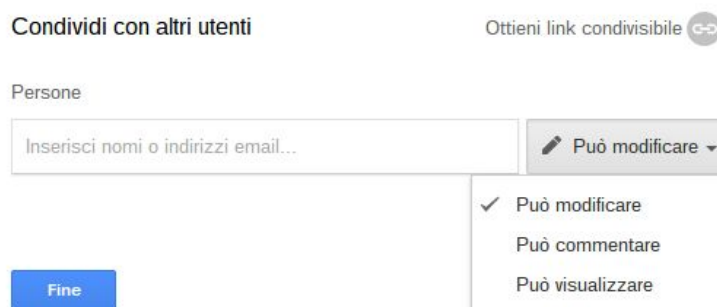 Condividi con altri utenti
Ottieni link condivisibile
Persone
Inserisci nomi o indirizzi email...
Può modificare
Può modificare
Può commentare
Può visualizzare
Fine